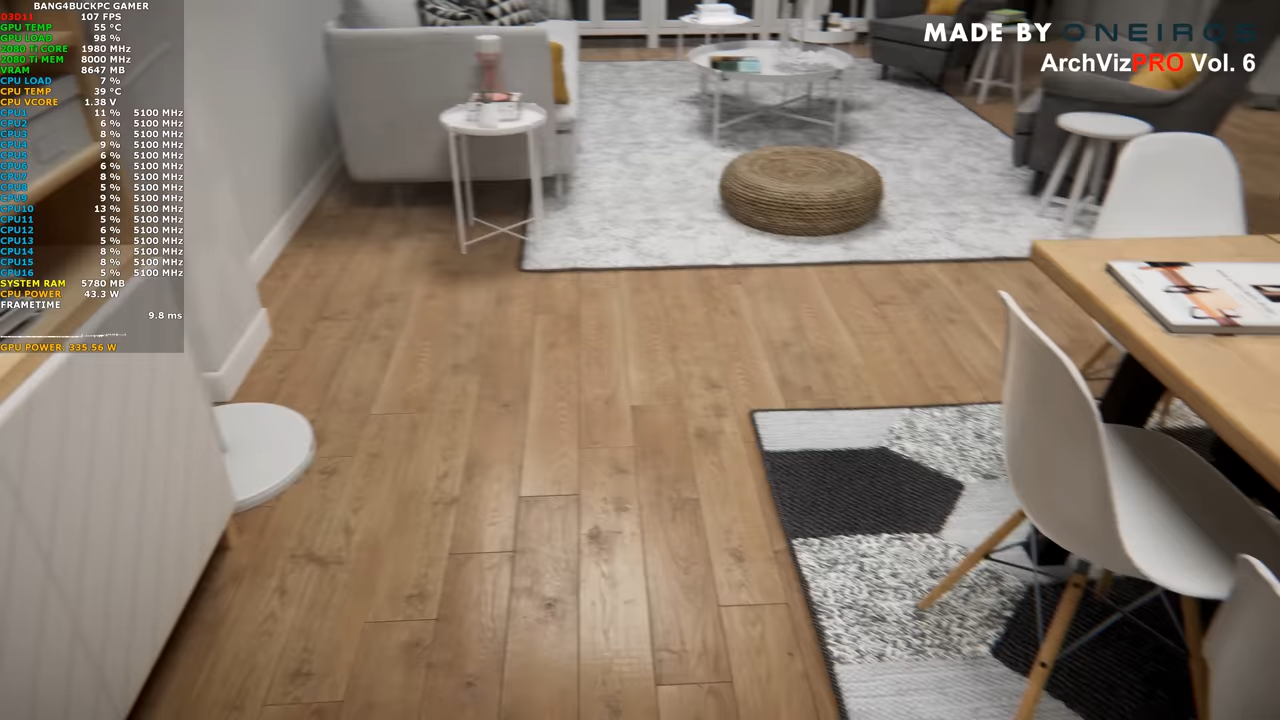 BANG4BUCKPC GAMER
D3D11 107 FPS
GPU TEMP 55 °C
GPU LOAD 98 %
2080 Ti CORE 1980 MHz
2080 Ti MEM 8000 MHz
VRAM 8647 MB
CPU LOAD 7 %
CPU TEMP 39 °C
CPU VCORE 1.38 V
CPU1 11 % 5100 MHz
CPU2 6 % 5100 MHz
CPU3 8 % 5100 MHz
CPU4 9 % 5100 MHz
CPU5 6 % 5100 MHz
CPU6 6 % 5100 MHz
CPU7 8 % 5100 MHz
CPU8 5 % 5100 MHz
CPU9 9 % 5100 MHz
CPU10 13 % 5100 MHz
CPU11 5 % 5100 MHz
CPU12 6 % 5100 MHz
CPU13 5 % 5100 MHz
CPU14 8 % 5100 MHz
CPU15 8 % 5100 MHz
CPU16 5 % 5100 MHz
SYSTEM RAM 5780 MB
CPU POWER 43.3 W
FRAMETIME
9.8 ms
GPU POWER: 335.56 W
MADE BY ONEIROS
ArchVizPRO Vol. 6